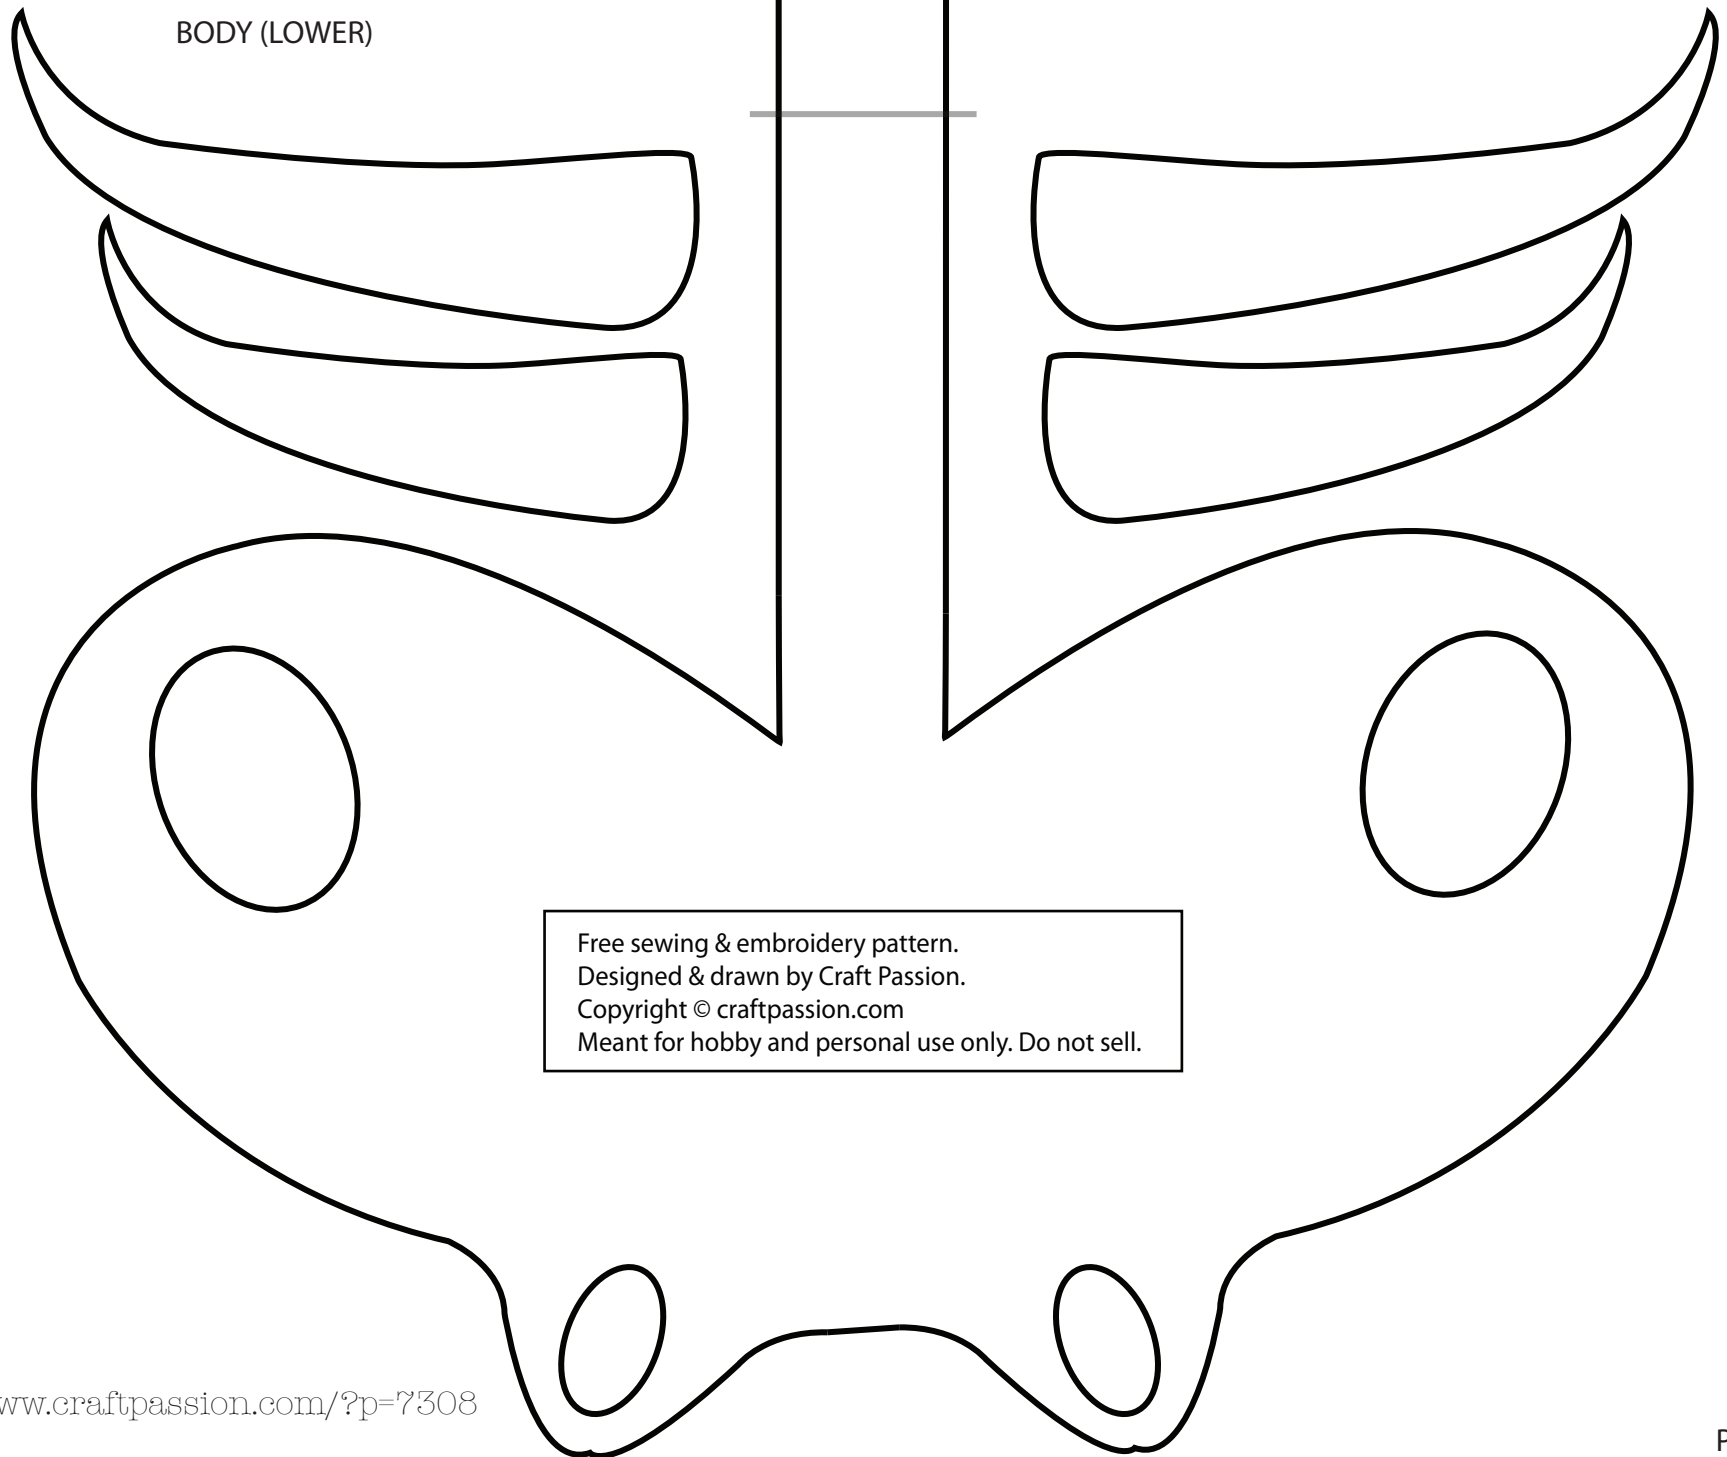 BODY (LOWER)
Free sewing & embroidery pattern.
Designed & drawn by Craft Passion.
Copyright © craftpassion.com
Meant for hobby and personal use only. Do not sell.
ww.craftpassion.com/?p=7308
P